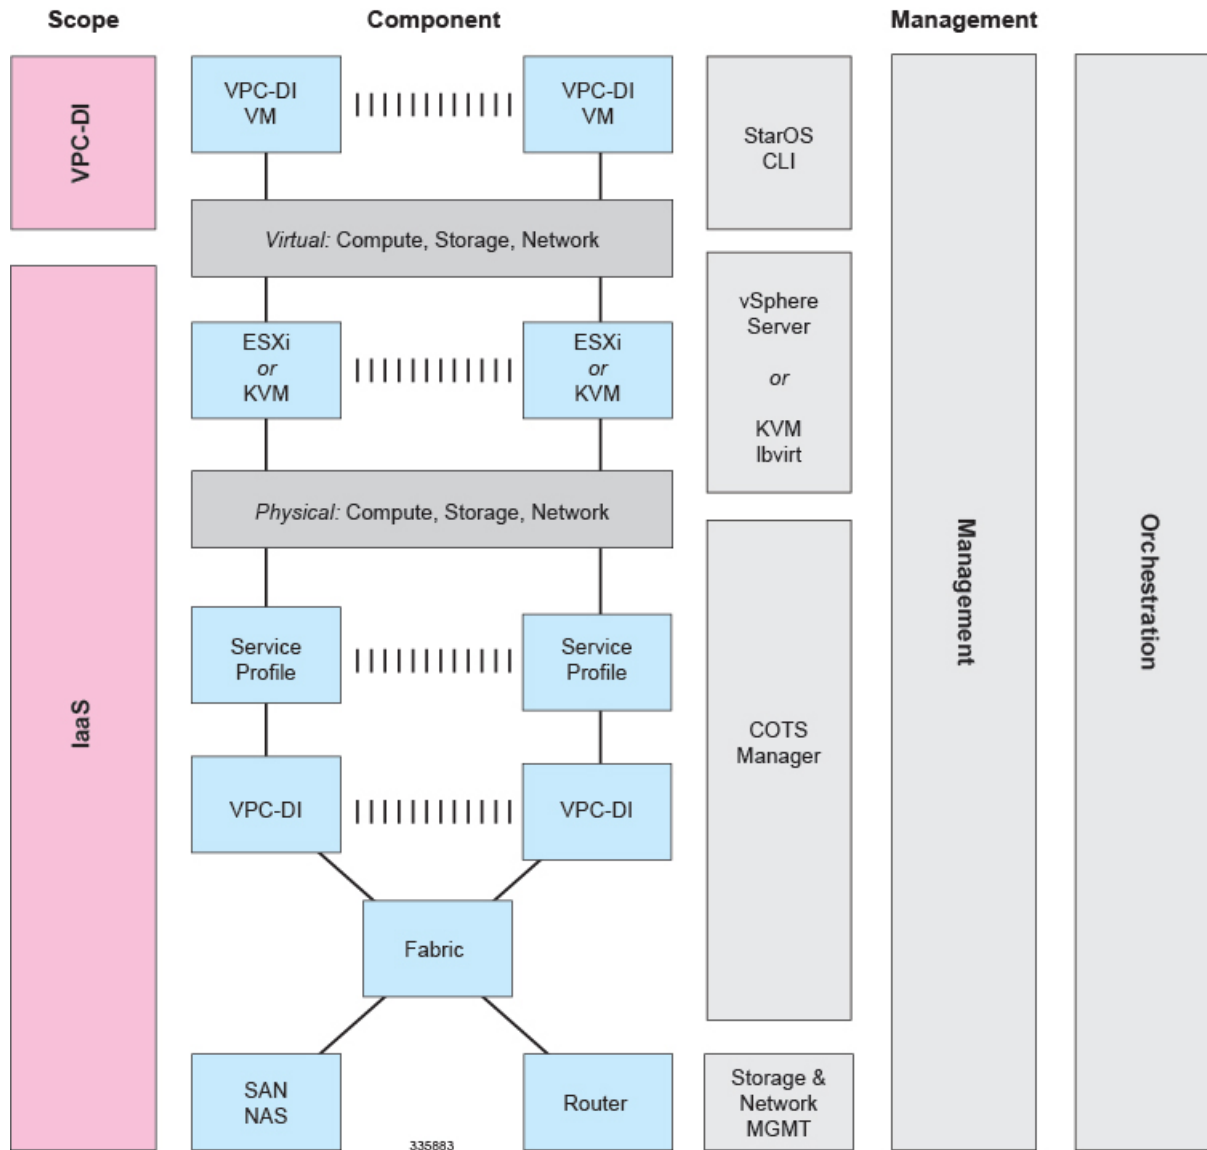 Scope
Component
Management
VPC-DI
VPC-DI
VM
VPC-DI
VM
StarOS
CLI
Virtual: Compute, Storage, Network
IaaS
ESXi
or
KVM
ESXi
or
KVM
vSphere
Server
or
KVM
lbvirt
Physical: Compute, Storage, Network
Service
Profile
Service
Profile
VPC-DI
VPC-DI
COTS
Manager
Fabric
SAN
NAS
Router
Storage &
Network
MGMT
Management
Orchestration
335883